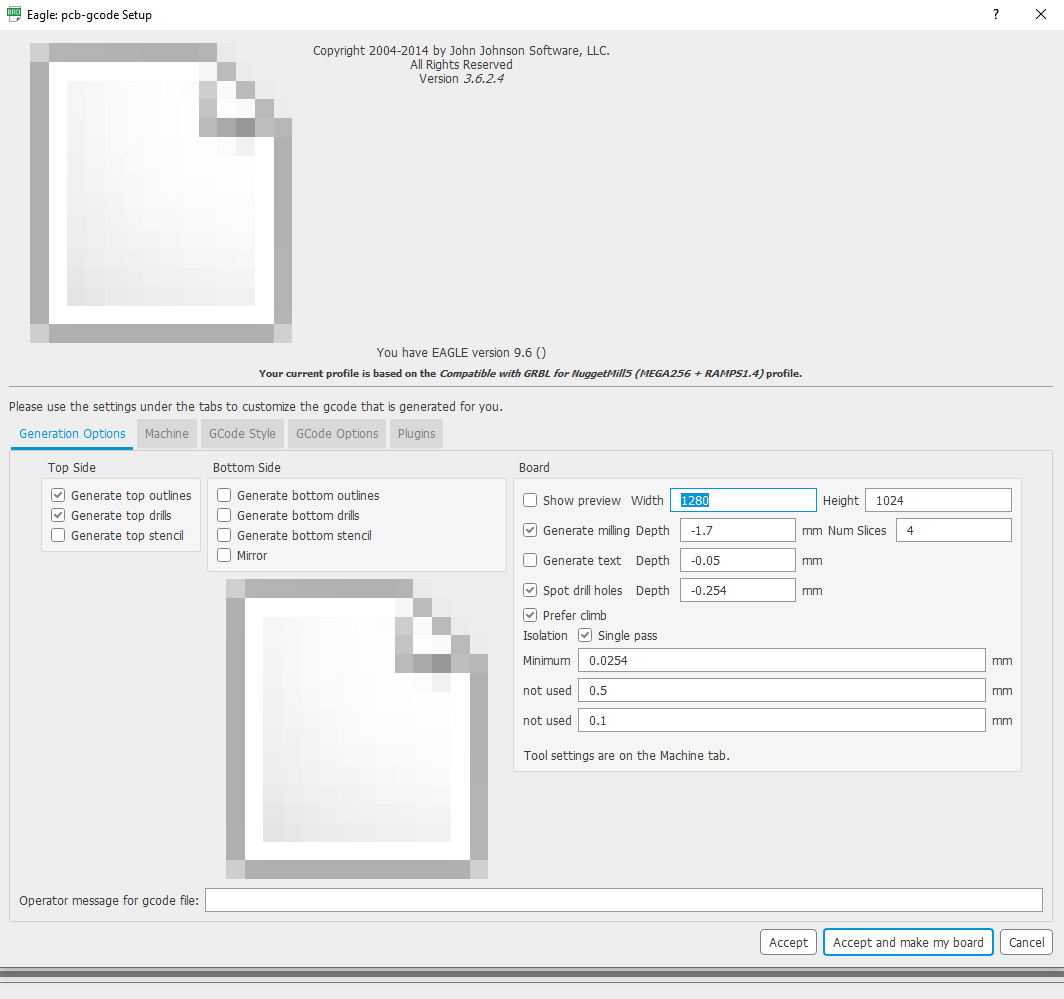 Eagle: pcb-gcode Setup
?
Copyright 2004-2014 by John Johnson Software, LLC.
All Rights Reserved
Version 3.6.2.4
You have EAGLE version 9.6 ()
Your current profile is based on the Compatible with GRBL for NuggetMill5 (MEGA256 + RAMPS1.4) profile.
Please use the settings under the tabs to customize the gcode that is generated for you.
Generation Options Machine GCode Style GCode Options Plugins
Top Side
Generate top outlines
Generate top drills
Generate top stencil
Bottom Side
Generate bottom outlines
Generate bottom drills
Generate bottom stencil
Mirror
Board
Show preview Width 1280 Height 1024
Generate milling Depth -1.7 mm Num Slices 4
Generate text Depth -0.05 mm
Spot drill holes Depth -0.254 mm
Prefer climb
Isolation Single pass
Minimum 0.0254 mm
not used 0.5 mm
not used 0.1 mm
Tool settings are on the Machine tab.
Operator message for gcode file:
Accept Accept and make my board Cancel